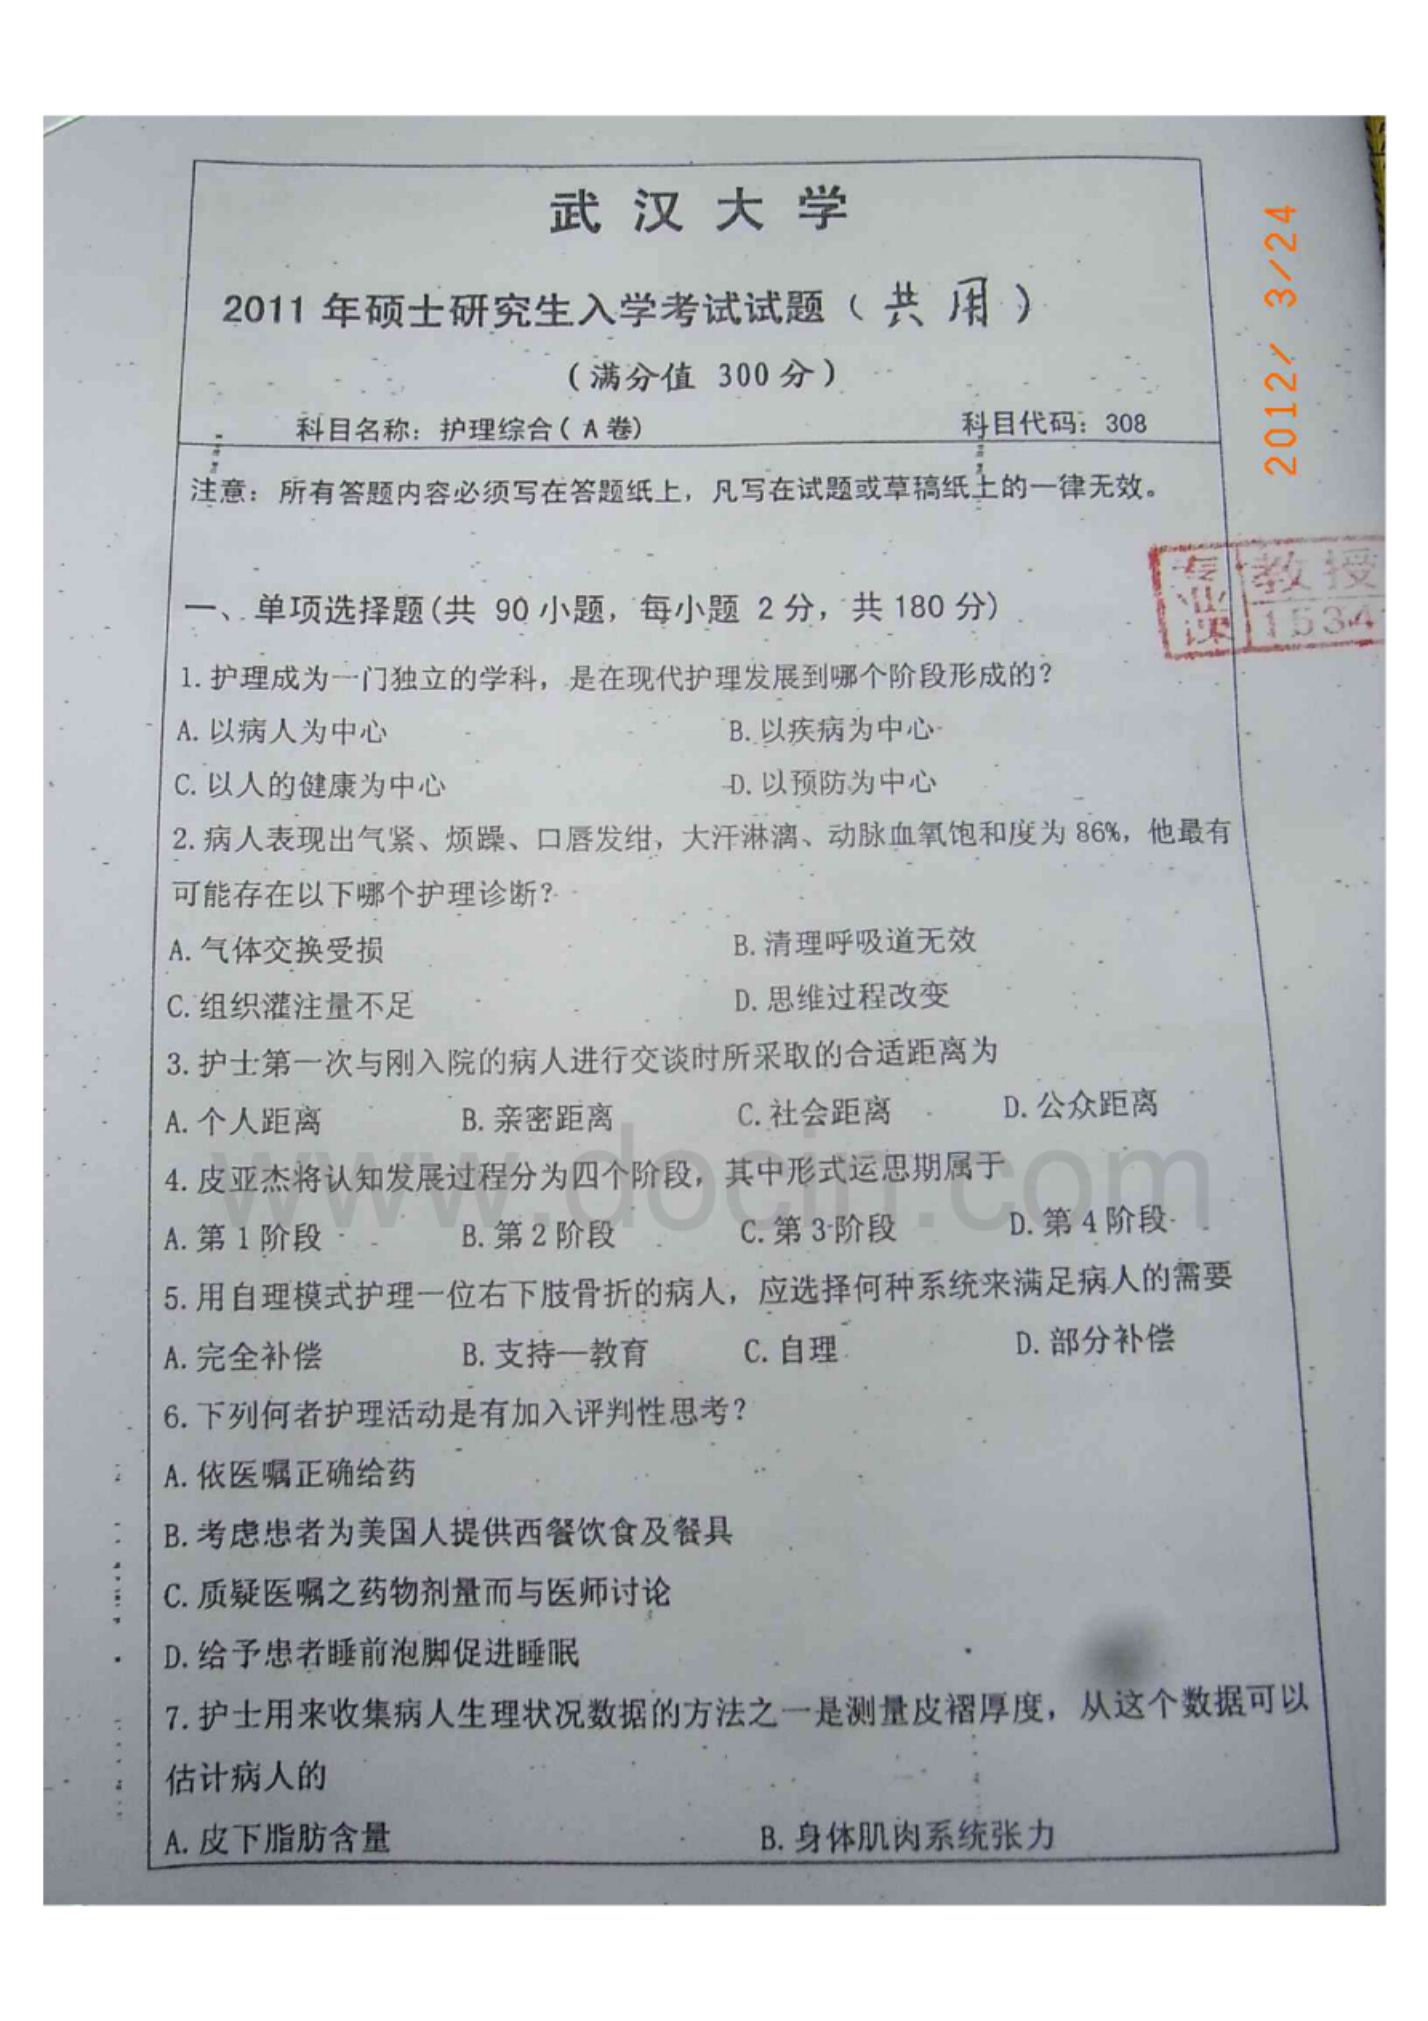 武汉大学
2011 年硕士研究生入学考试试题（共用）
（满分值 300分）
科目名称：护理综合（A卷） 科目代码：308
注意：所有答题内容必须写在答题纸上，凡写在试题或草稿纸上的一律无效。
一、单项选择题(共 90 小题，每小题 2 分，共 180 分)
1. 护理成为一门独立的学科，是在现代护理发展到哪个阶段形成的？
A. 以病人为中心 B. 以疾病为中心
C. 以人的健康为中心 D. 以预防为中心
2. 病人表现出气紧、烦躁、口唇发绀，大汗淋漓、动脉血氧饱和度为 86%，他最有
可能存在以下哪个护理诊断？
A. 气体交换受损 B. 清理呼吸道无效
C. 组织灌注量不足 D. 思维过程改变
3. 护士第一次与刚入院的病人进行交谈时所采取的合适距离为
A. 个人距离 B. 亲密距离 C. 社会距离 D. 公众距离
4. 皮亚杰将认知发展过程分为四个阶段，其中形式运思期属于
A. 第 1 阶段 B. 第 2 阶段 C. 第 3 阶段 D. 第 4 阶段
5. 用自理模式护理一位右下肢骨折的病人，应选择何种系统来满足病人的需要
A. 完全补偿 B. 支持—教育 C. 自理 D. 部分补偿
6. 下列何者护理活动是有加入评判性思考？
A. 依医嘱正确给药
B. 考虑患者为美国人提供西餐饮食及餐具
C. 质疑医嘱之药物剂量而与医师讨论
D. 给予患者睡前泡脚促进睡眠
7. 护士用来收集病人生理状况数据的方法之一是测量皮褶厚度，从这个数据可以
估计病人的
A. 皮下脂肪含量 B. 身体肌肉系统张力
2012/ 3/24
专业课
教授
1534
www.docin.com